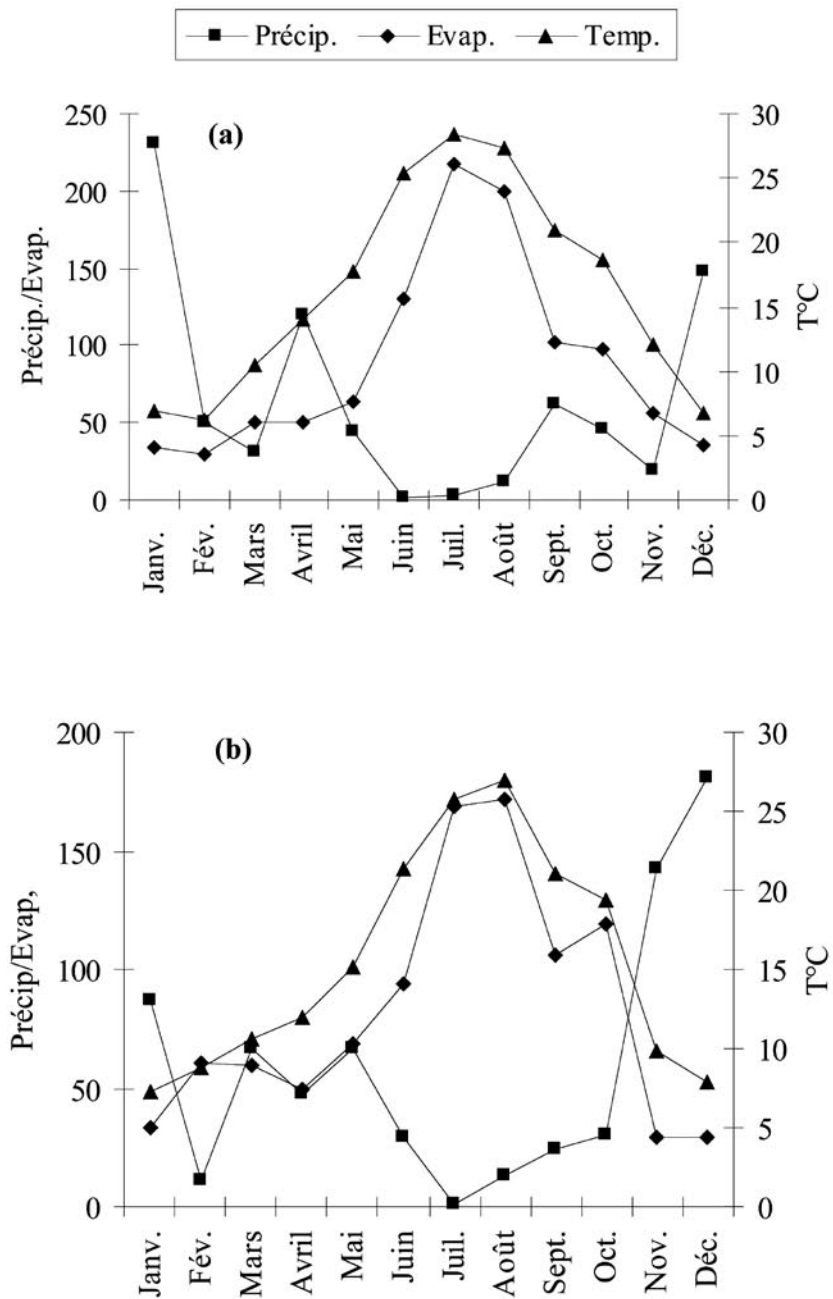 Précip. Evap. Temp.
(a)
250
200
150
100
50
0
Précip./Evap.
30
25
20
15
10
5
0
T°C
Janv. Fév. Mars Avril Mai Juin Juil. Août Sept. Oct. Nov. Déc.
(b)
200
150
100
50
0
Précip/Evap,
30
25
20
15
10
5
0
T°C
Janv. Fév. Mars Avril Mai Juin Juil. Août Sept. Oct. Nov. Déc.